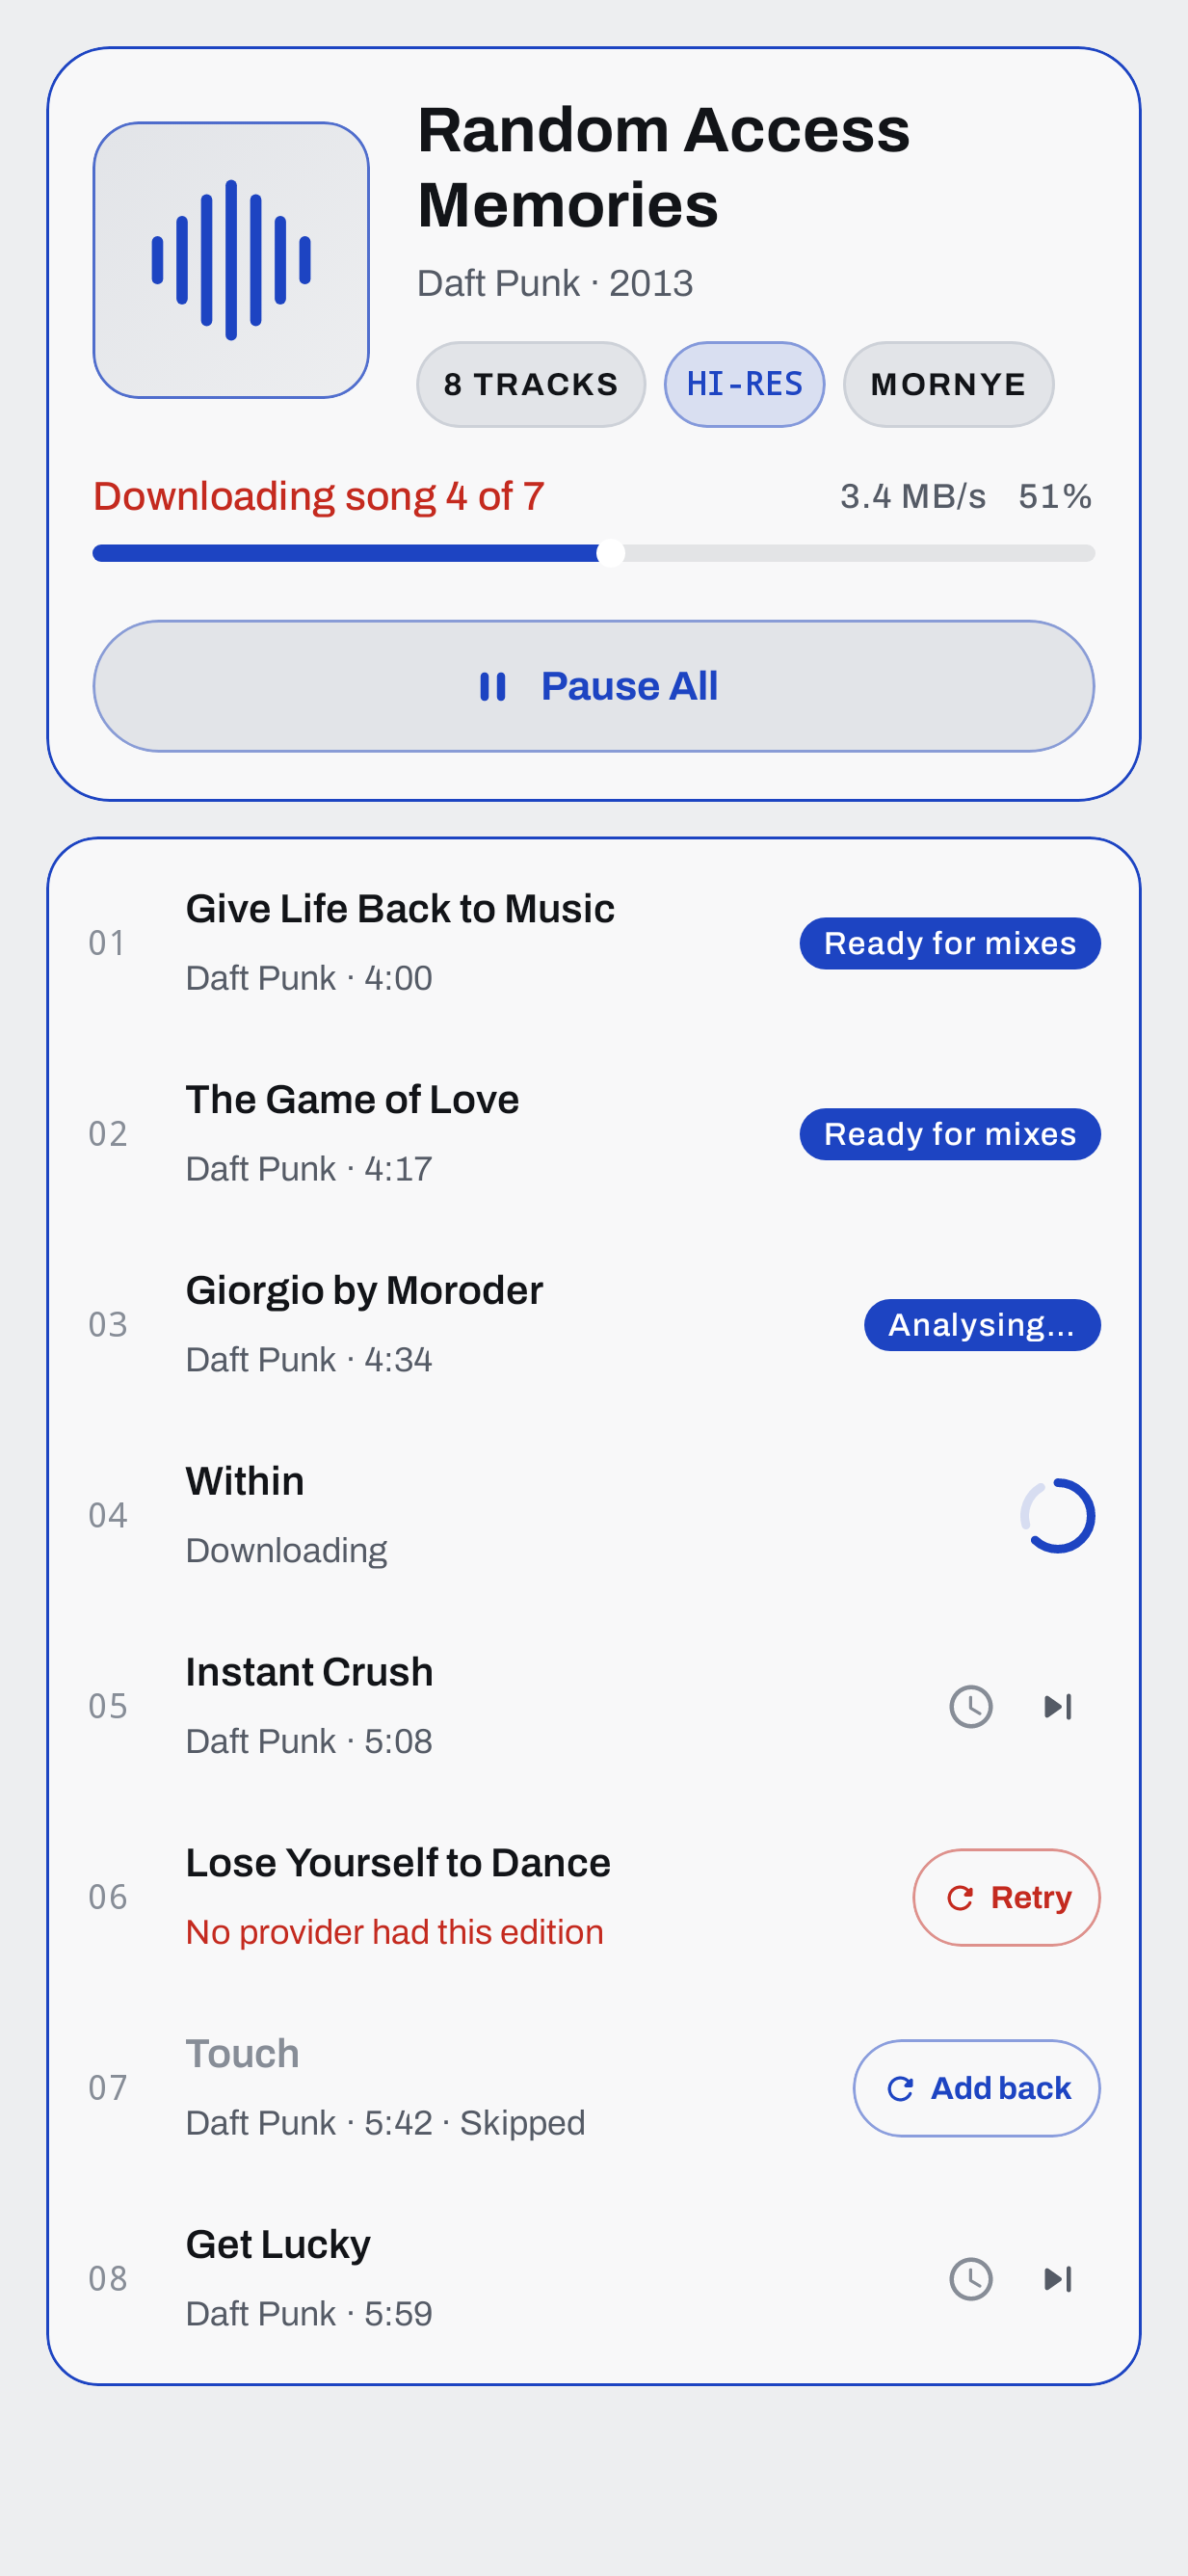 Random Access
Memories
Daft Punk · 2013
8 TRACKS HI-RES MORNYE
Downloading song 4 of 7 3.4 MB/s 51%
Pause All
01 Give Life Back to Music
Daft Punk · 4:00
Ready for mixes
02 The Game of Love
Daft Punk · 4:17
Ready for mixes
03 Giorgio by Moroder
Daft Punk · 4:34
Analysing...
04 Within
Downloading
05 Instant Crush
Daft Punk · 5:08
06 Lose Yourself to Dance
No provider had this edition
Retry
07 Touch
Daft Punk · 5:42 · Skipped
Add back
08 Get Lucky
Daft Punk · 5:59